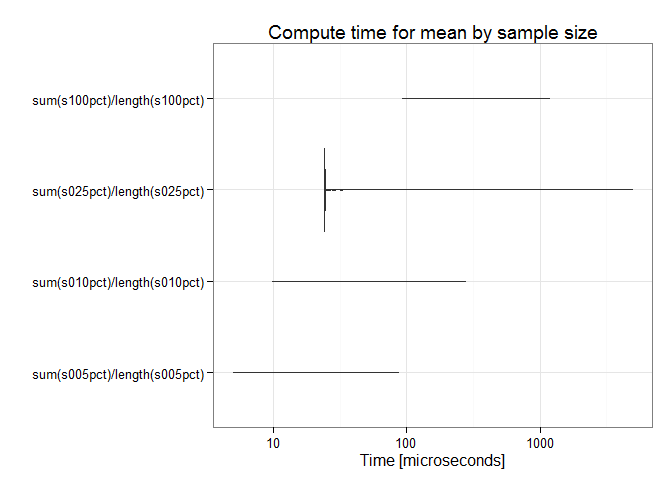 Compute time for mean by sample size
sum(s100pct)/length(s100pct)
sum(s025pct)/length(s025pct)
sum(s010pct)/length(s010pct)
sum(s005pct)/length(s005pct)
10 100 1000
Time [microseconds]